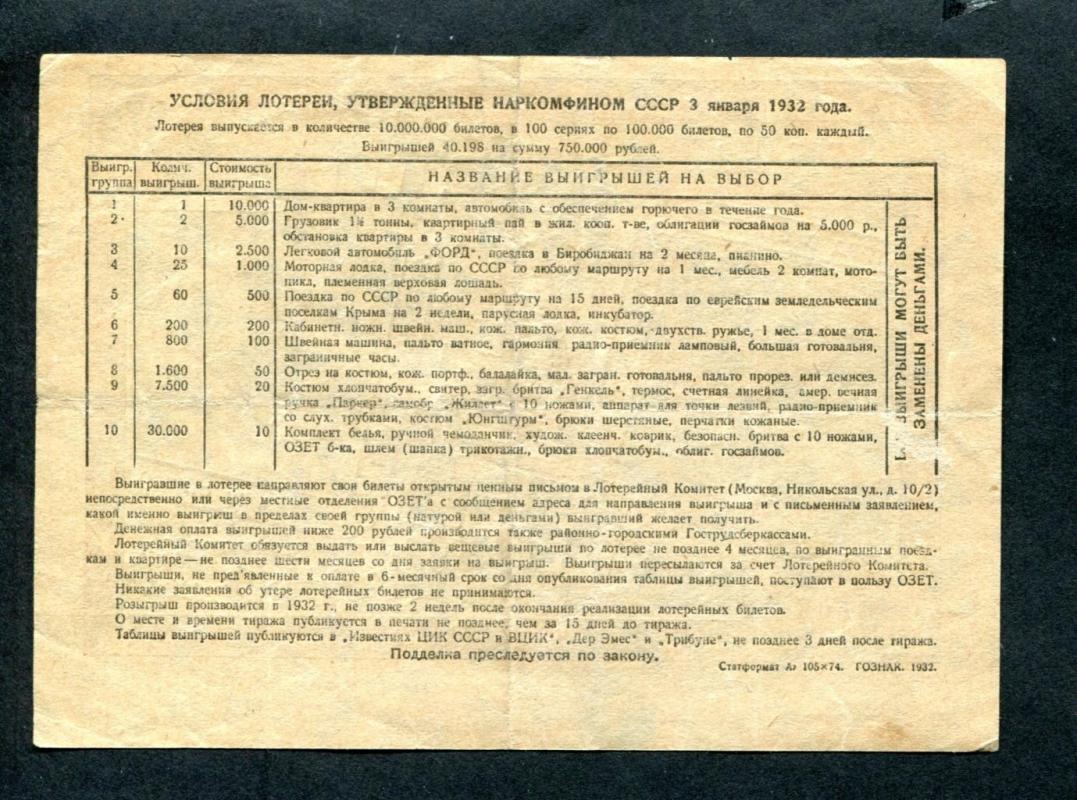 УСЛОВИЯ ЛОТЕРЕИ, УТВЕРЖДЕННЫЕ НАРКОМФИНОМ СССР 3 января 1932 года.
Лотерея выпускается в количестве 10.000.000 билетов, в 100 сериях по 100.000 билетов, по 50 коп. каждый.
Выигрышей 40.198 на сумму 750.000 рублей.
Выигр. группа Колич. выигрыш. Стоимость выигрыша НАЗВАНИЕ ВЫИГРЫШЕЙ НА ВЫБОР
1 1 10.000 Дом-квартира в 3 комнаты, автомобиль с обеспечением горючего в течение года.
2 2 5.000 Грузовик 1½ тонны, квартирный пай в жил. кооп. т-ве, облигации госзаймов на 5.000 р.,
обстановка квартиры в 3 комнаты.
3 10 2.500 Легковой автомобиль „ФОРД", поездка в Биробиджан на 2 месяца, пианино.
4 25 1.000 Моторная лодка, поездка по СССР по любому маршруту на 1 мес., мебель 2 комнат, мото-
цикл, племенная верховая лошадь.
5 60 500 Поездка по СССР по любому маршруту на 15 дней, поездка по еврейским земледельческим
поселкам Крыма на 2 недели, парусная лодка, инкубатор.
6 200 200 Кабинетн. ножн. швейн. маш., кож. пальто, кож. костюм, двухств. ружье, 1 мес. в доме отд.
7 800 100 Швейная машина, пальто ватное, гармония радио-приемник ламповый, большая готовальня,
заграничные часы.
8 1.600 50 Отрез на костюм, кож. портф., балалайка, мал. загран. готовальня, пальто прорез. или демисез.
9 7.500 20 Костюм хлопчатобум., свитер, загр. бритва „Генкель", термос, счетная линейка, амер. вечная
ручка „Паркер", самобр. „Жиллет" с 10 ножами, аппарат для точки лезвий, радио-приемник
со слух. трубками, костюм „Юнгштурм", брюки шерстяные, перчатки кожаные.
10 30.000 10 Комплект белья, ручной чемоданчик, худож. клеенч. коврик, безопасн. бритва с 10 ножами,
ОЗЕТ б-ка, шлем (шапка) трикотажн., брюки хлопчатобум., облиг. госзаймов.
ВЫИГРЫШИ МОГУТ БЫТЬ
ЗАМЕНЕНЫ ДЕНЬГАМИ.
Выигравшие в лотерее направляют свои билеты открытым ценным письмом в Лотерейный Комитет (Москва, Никольская ул., д. 10/2)
непосредственно или через местные отделения ОЗЕТ'а с сообщением адреса для направления выигрыша и с письменным заявлением,
какой именно выигрыш в пределах своей группы (натурой или деньгами) выигравший желает получить.
Денежная оплата выигрышей ниже 200 рублей производится также районно-городскими Гострудсберкассами.
Лотерейный Комитет обязуется выдать или выслать вещевые выигрыши по лотерее не позднее 4 месяцев, по выигранным поезд-
кам и квартире — не позднее шести месяцев со дня заявки на выигрыш. Выигрыши пересылаются за счет Лотерейного Комитета.
Выигрыши, не пред'явленные к оплате в 6-месячный срок со дня опубликования таблицы выигрышей, поступают в пользу ОЗЕТ.
Никакие заявления об утере лотерейных билетов не принимаются.
Розыгрыш производится в 1932 г., не позже 2 недель после окончания реализации лотерейных билетов.
О месте и времени тиража публикуется в печати не позднее, чем за 15 дней до тиража.
Таблицы выигрышей публикуются в „Известиях ЦИК СССР и ВЦИК", „Дер Эмес" и „Трибуне", не позднее 3 дней после тиража.
Подделка преследуется по закону.
Статформат А₇ 105×74. ГОЗНАК. 1932.